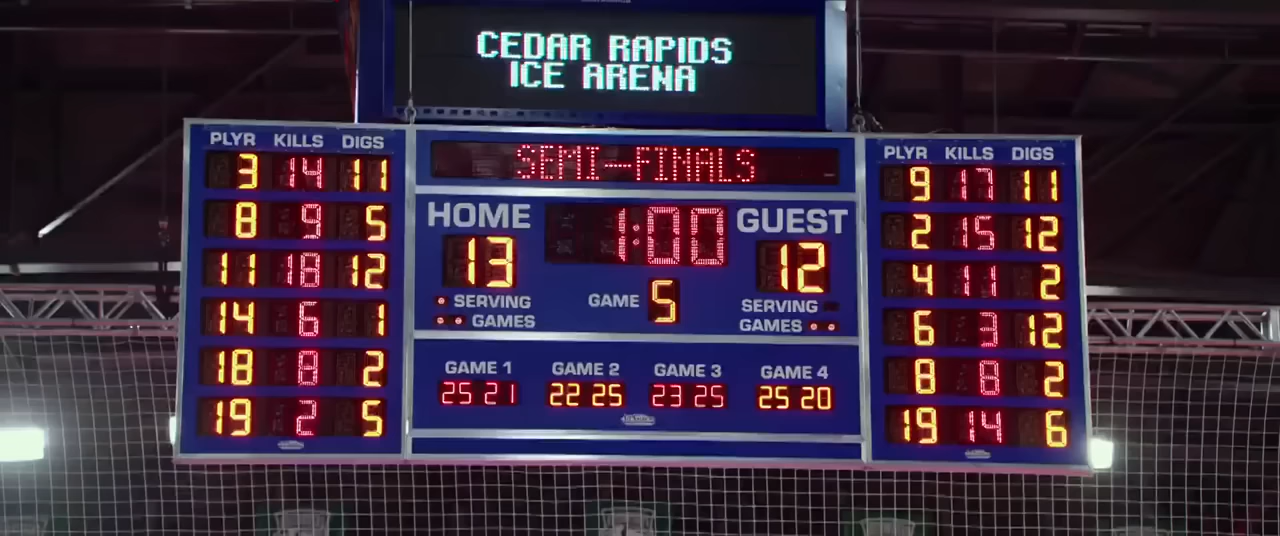 CEDAR RAPIDS
ICE ARENA
PLYR KILLS DIGS
3 14 11
8 9 5
11 18 12
14 6 1
18 8 2
19 2 5
SEMI-FINALS
HOME 1:00 GUEST
13 12
SERVING GAME 5 SERVING
GAMES GAMES
GAME 1 GAME 2 GAME 3 GAME 4
25 21 22 25 23 25 25 20
PLYR KILLS DIGS
9 17 11
2 15 12
4 11 2
6 3 12
8 8 2
19 14 6